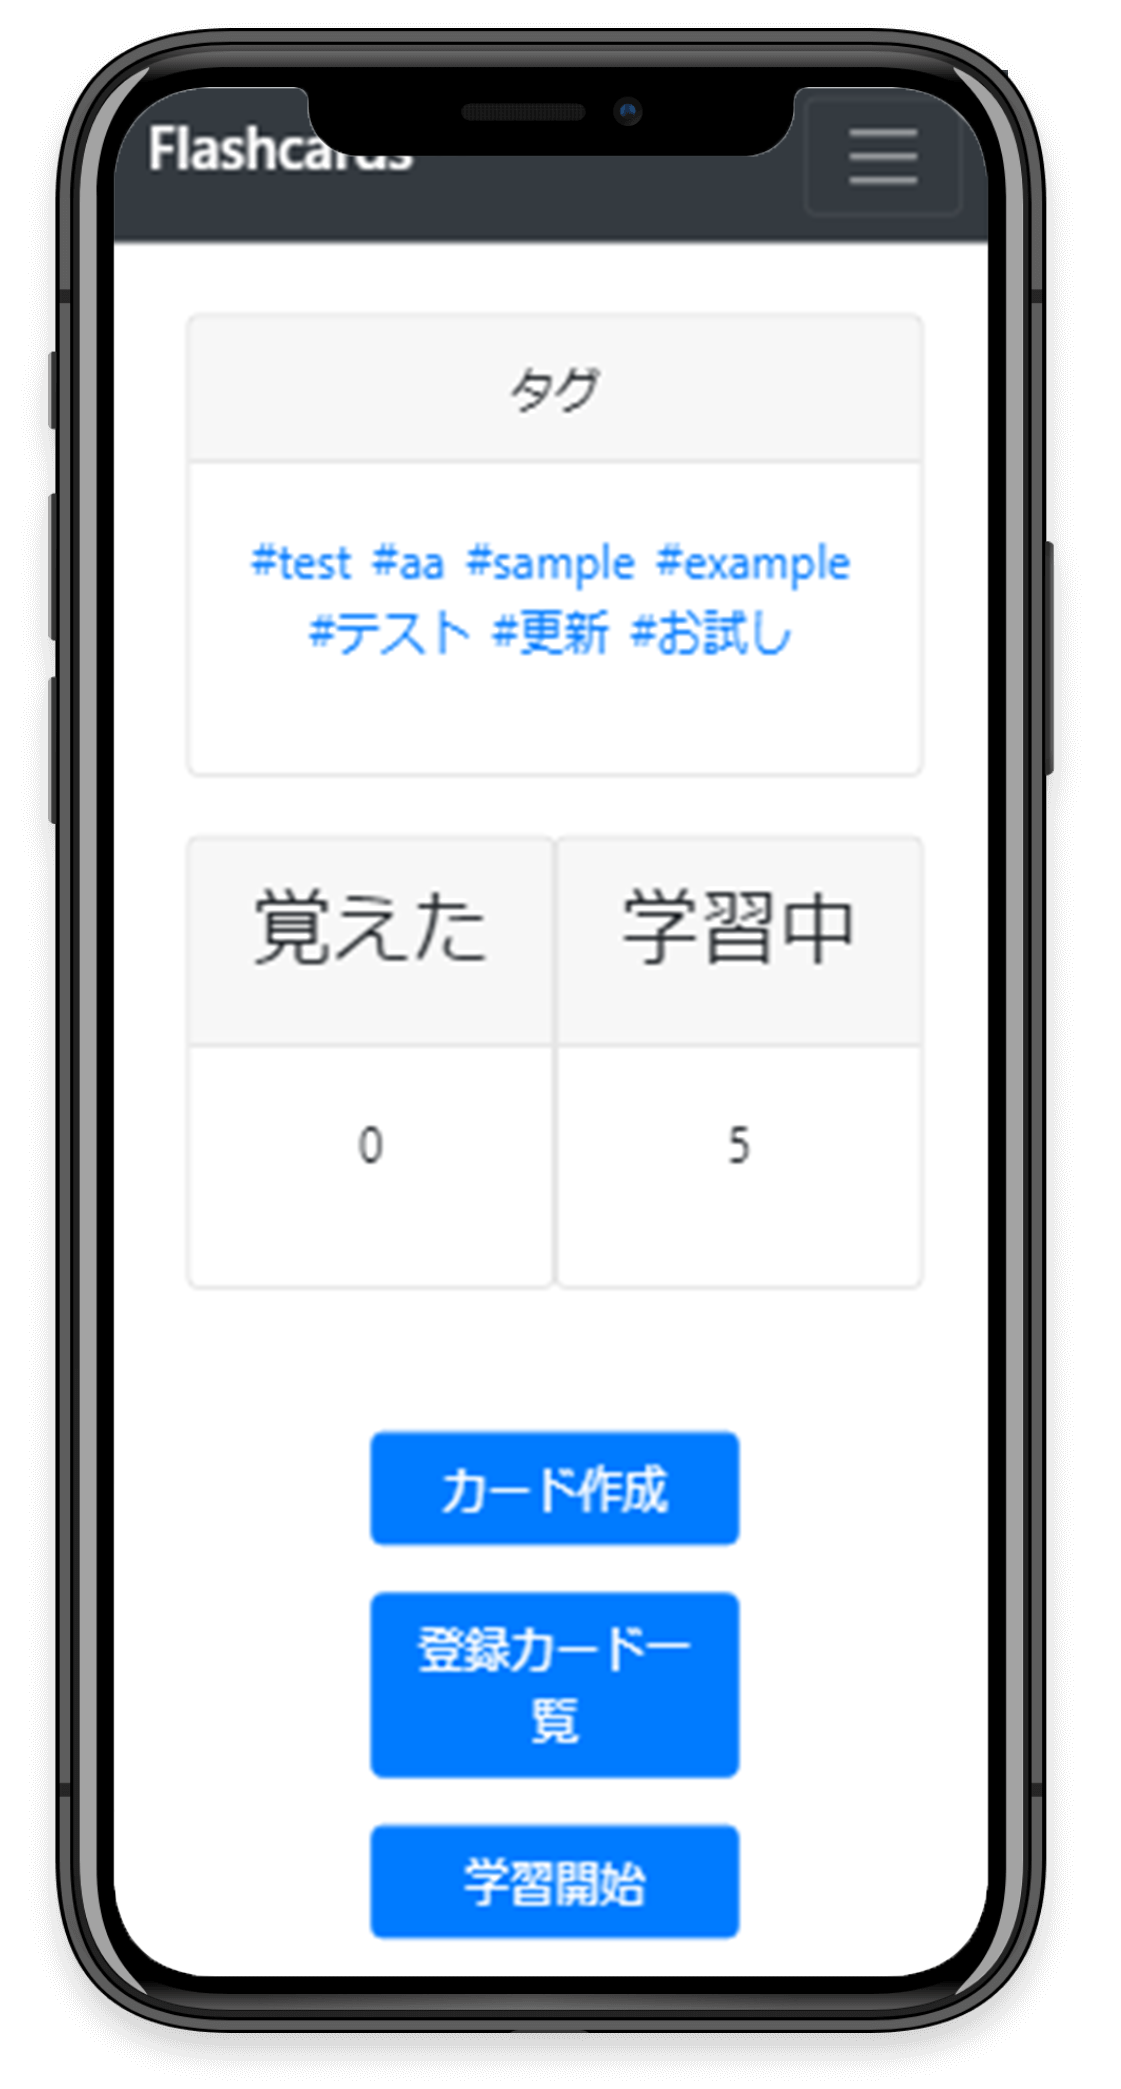 Flashcards
タグ
#test #aa #sample #example
#テスト #更新 #お試し
覚えた 学習中
0 5
カード作成
登録カード一
覧
学習開始